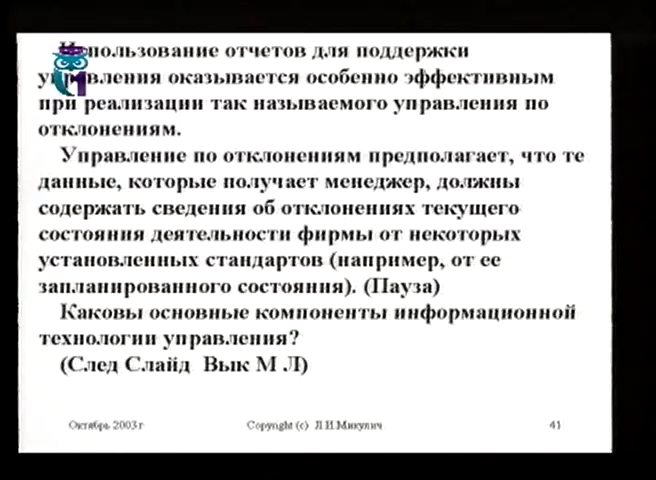 Использование отчетов для поддержки
управления оказывается особенно эффективным
при реализации так называемого управления по
отклонениям.
Управление по отклонениям предполагает, что те
данные, которые получает менеджер, должны
содержать сведения об отклонениях текущего
состояния деятельности фирмы от некоторых
установленных стандартов (например, от ее
запланированного состояния). (Пауза)
Каковы основные компоненты информационной
технологии управления?
(След Слайд Вык М Л)
Октябрь 2003 г Copyright (c) Л.И.Микулич 41